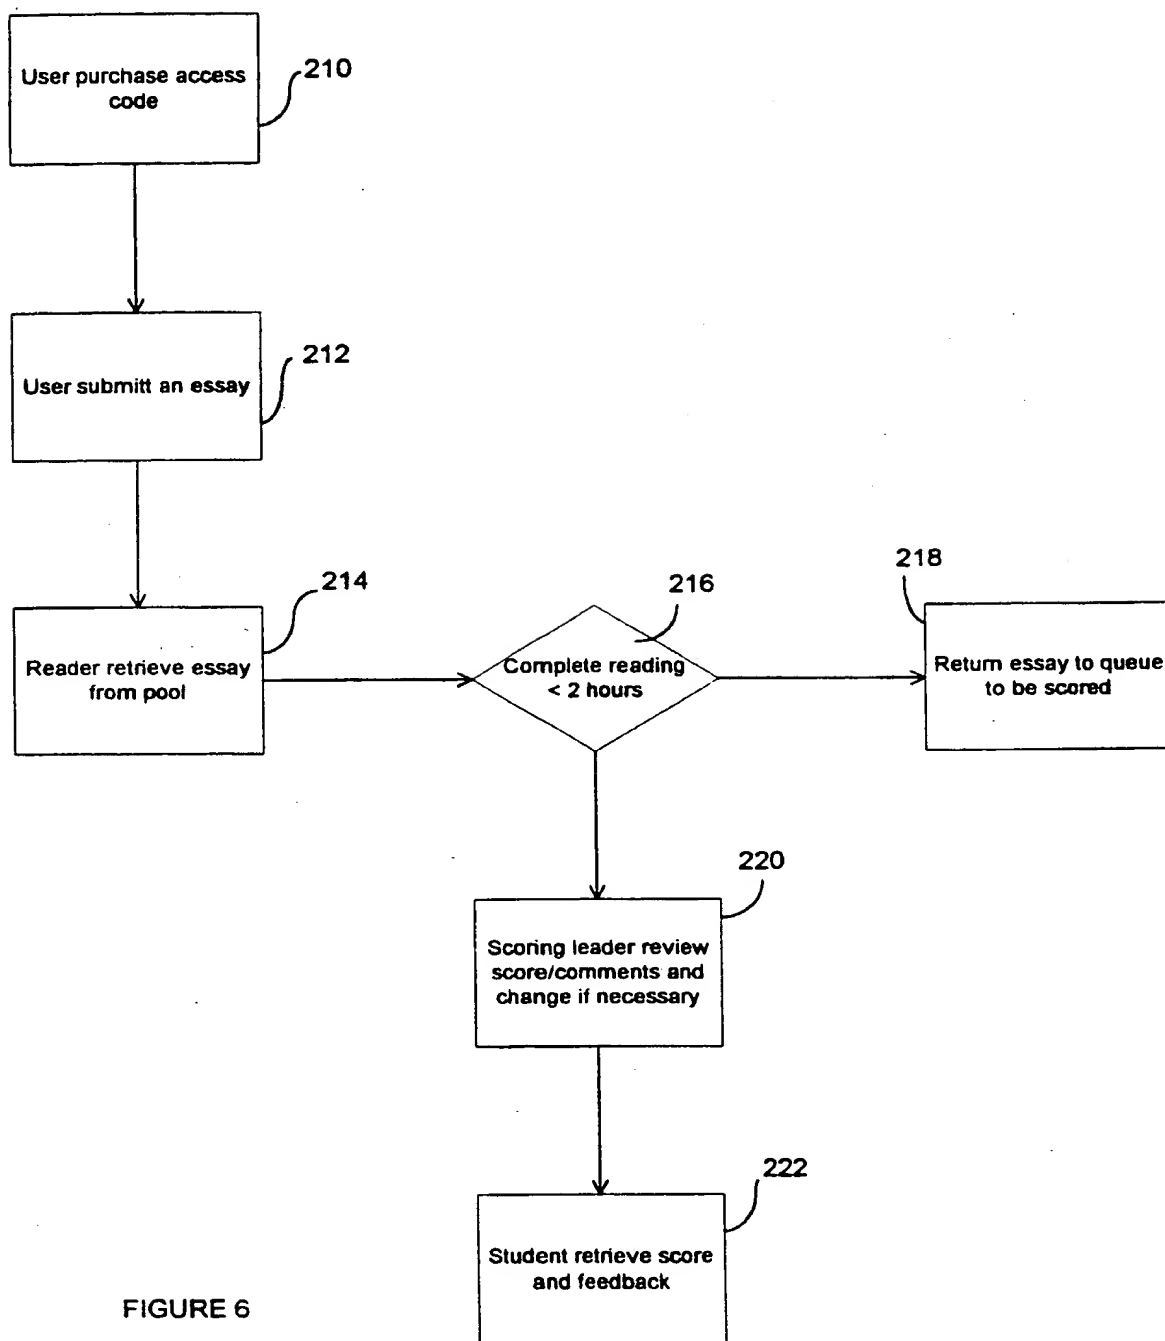 User purchase access
code
210
User submitt an essay
212
Reader retrieve essay
from pool
214
Complete reading
< 2 hours
216
Return essay to queue
to be scored
218
Scoring leader review
score/comments and
change if necessary
220
Student retrieve score
and feedback
222
FIGURE 6